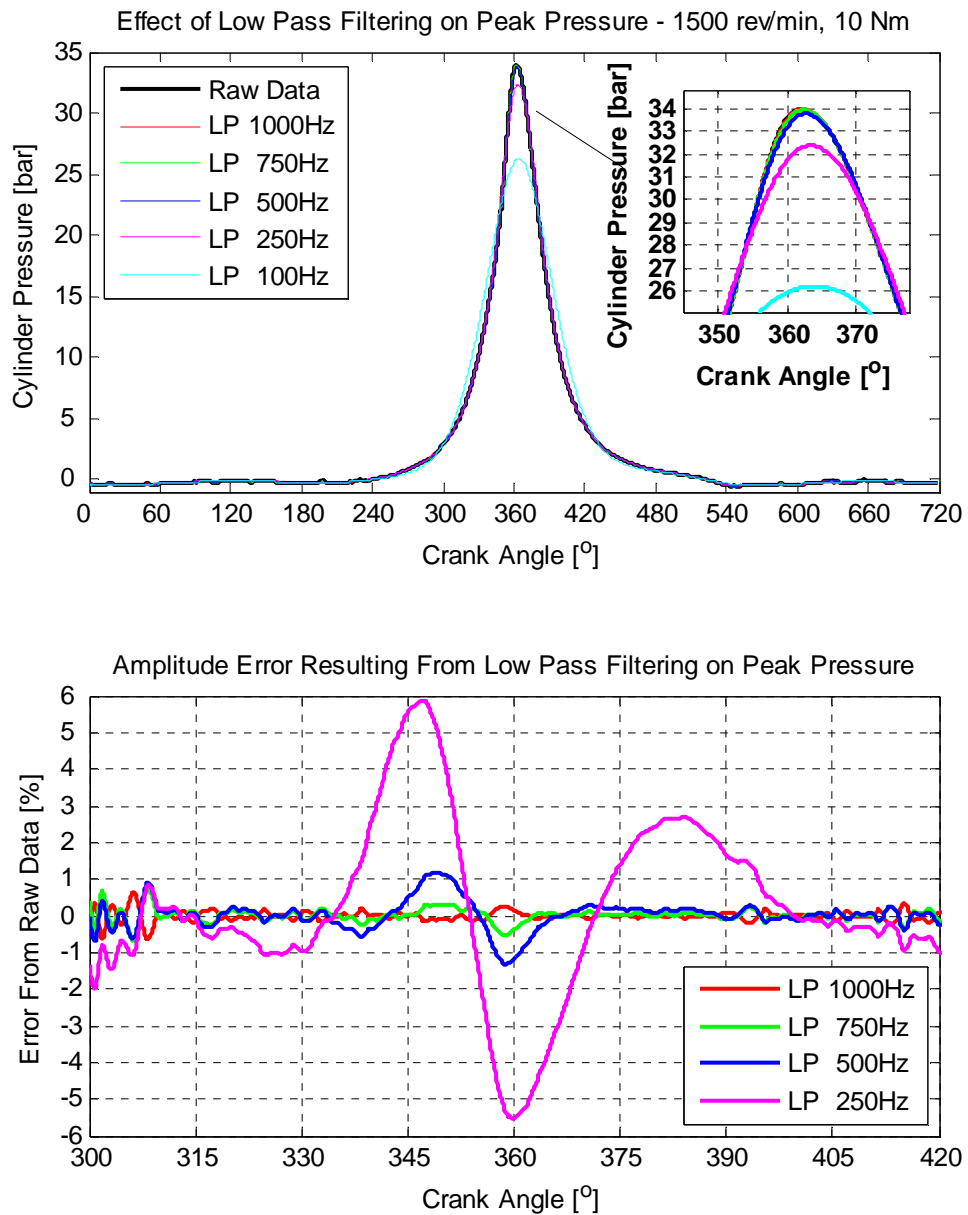 Effect of Low Pass Filtering on Peak Pressure - 1500 rev/min, 10 Nm
Cylinder Pressure [bar]
35
30
25
20
15
10
5
0
Raw Data
LP 1000Hz
LP 750Hz
LP 500Hz
LP 250Hz
LP 100Hz
Cylinder Pressure [bar]
34
33
32
31
30
29
28
27
26
350 360 370
Crank Angle [o]
0 60 120 180 240 300 360 420 480 540 600 660 720
Crank Angle [o]
Amplitude Error Resulting From Low Pass Filtering on Peak Pressure
Error From Raw Data [%]
6
5
4
3
2
1
0
-1
-2
-3
-4
-5
-6
LP 1000Hz
LP 750Hz
LP 500Hz
LP 250Hz
300 315 330 345 360 375 390 405 420
Crank Angle [o]